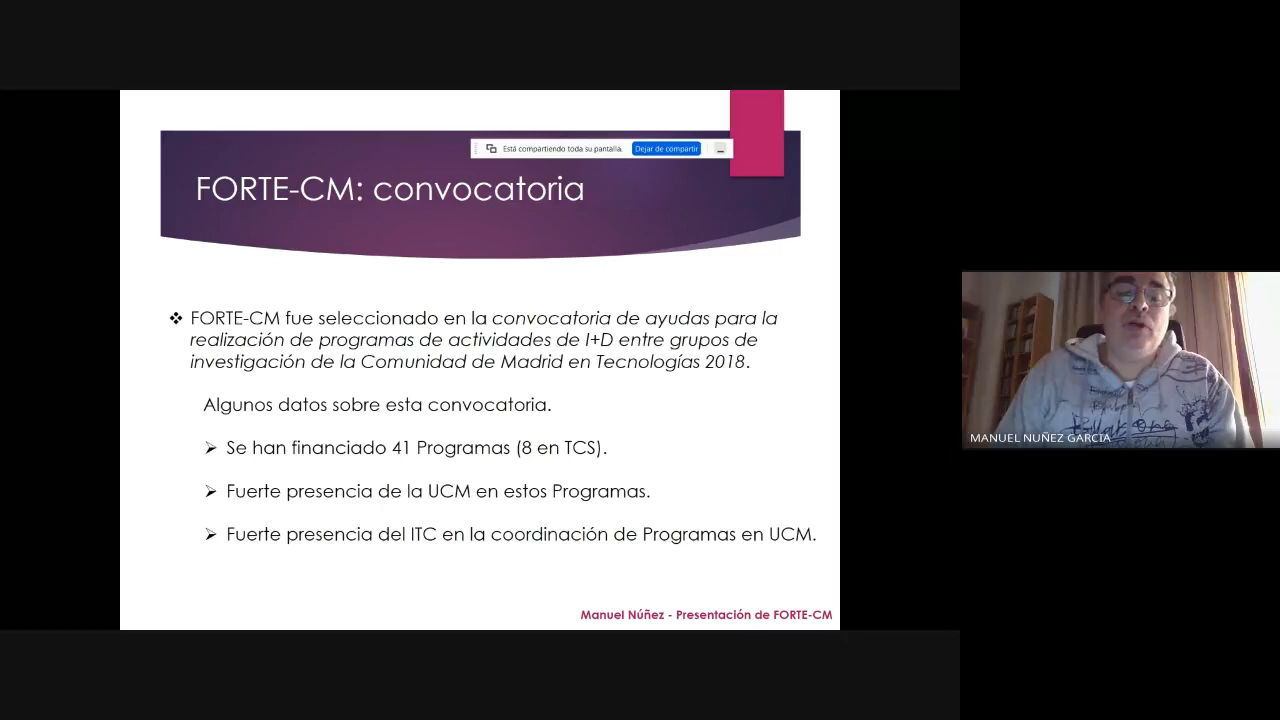 Está compartiendo toda su pantalla. Dejar de compartir
FORTE-CM: convocatoria
❖ FORTE-CM fue seleccionado en la convocatoria de ayudas para la
realización de programas de actividades de I+D entre grupos de
investigación de la Comunidad de Madrid en Tecnologías 2018.
Algunos datos sobre esta convocatoria.
➢ Se han financiado 41 Programas (8 en TCS).
➢ Fuerte presencia de la UCM en estos Programas.
➢ Fuerte presencia del ITC en la coordinación de Programas en UCM.
Manuel Núñez - Presentación de FORTE-CM
MANUEL NUÑEZ GARCIA